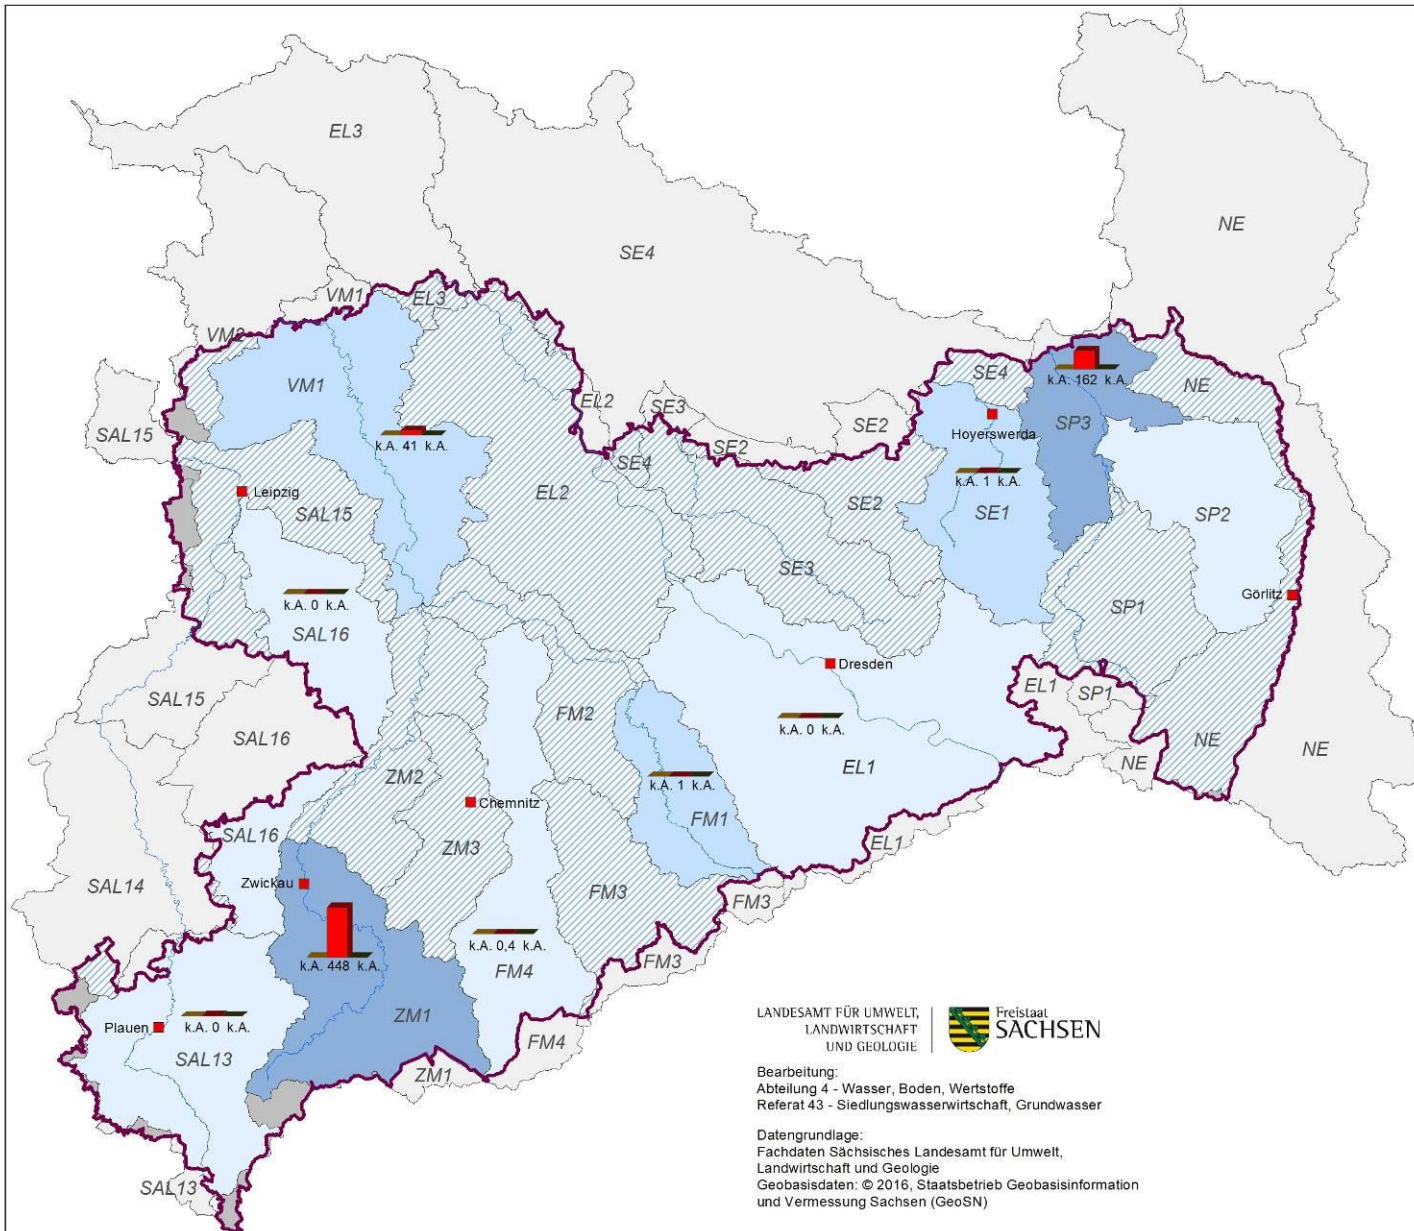 EL3
NE
SE4
VM1
EL3
VM2
SE4
NE
VM1
k.A. 162 k.A.
EL2
SE3
SE2
SE2
SAL15
SP3
Hoyerswerda
k.A. 41 k.A.
SE4
k.A. 1 k.A.
Leipzig
EL2
SE2
SAL15
SE1
SP2
SE3
k.A. 0 k.A.
Görlitz
SP1
SAL16
Dresden
EL1
SP1
SAL15
FM2
k.A. 0 k.A.
SAL16
NE
NE
NE
ZM2
EL1
k.A. 1 k.A.
Chemnitz
FM1
SAL16
ZM3
EL1
SAL14
Zwickau
FM3
FM3
k.A. 0,4 k.A.
k.A. 448 k.A.
FM4
FM3
k.A. 0 k.A.
Plauen
ZM1
SAL13
FM4
ZM1
SAL13
LANDESAMT FÜR UMWELT,
LANDWIRTSCHAFT
UND GEOLOGIE
Freistaat
SACHSEN
Bearbeitung:
Abteilung 4 - Wasser, Boden, Wertstoffe
Referat 43 - Siedlungswasserwirtschaft, Grundwasser
Datengrundlage:
Fachdaten Sächsisches Landesamt für Umwelt,
Landwirtschaft und Geologie
Geobasisdaten: © 2016, Staatsbetrieb Geobasisinformation
und Vermessung Sachsen (GeoSN)